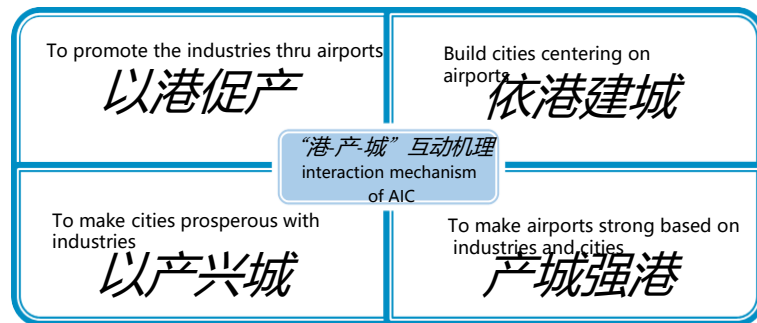 To promote the industries thru airports
以港促产
Build cities centering on
airports
依港建城
“港-产-城”互动机理
interaction mechanism
of AIC
To make cities prosperous with
industries
以产兴城
To make airports strong based on
industries and cities
产城强港